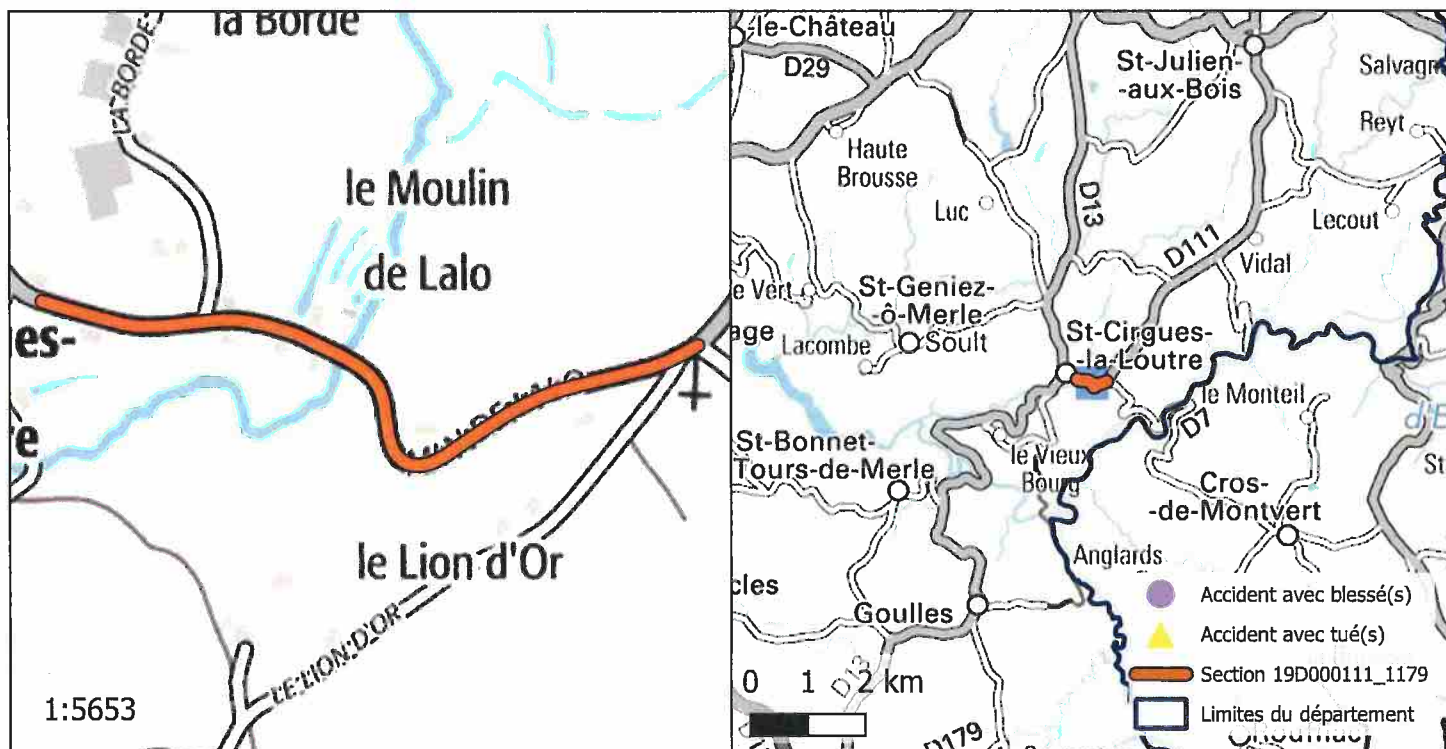 la Borde
LA BORDE
le Moulin
de Lalo
es-
re
le Lion d'Or
LE LION D'OR
1:5653
-le-Château
D29
St-Julien-
-aux-Bois
Reyt
Haute
Brousse
Luc
D13
Lecout
D111
Vidal
e Vert
St-Geniez-
-ô-Merle
Soult
age
Lacombe
St-Cirgues-
-la-Loutre
le Monteil
D7
St-Bonnet-
Tours-de-Merle
le Vieux
Bourg
Cros-
-de-Montvert
d'E
St
Anglards
cles
Goulles
D13
D179
Accident avec blessé(s)
Accident avec tué(s)
Section 19D000111_1179
Limites du département
0 1 2 km